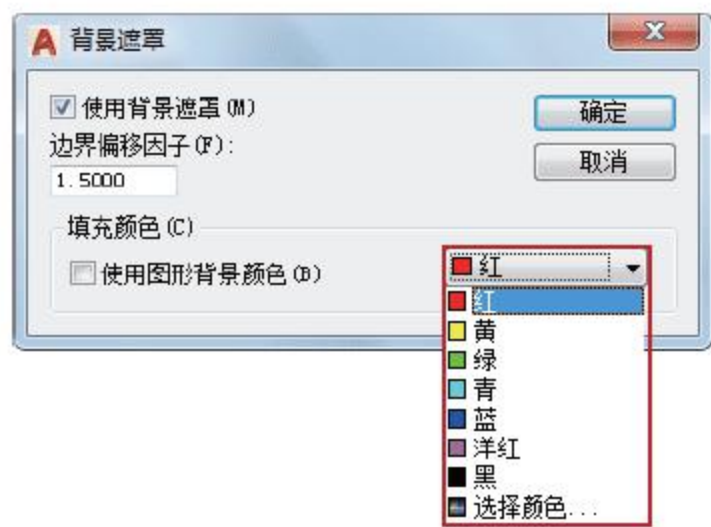 背景遮罩
使用背景遮罩(M)
确定
边界偏移因子(F):
取消
1.5000
填充颜色(C)
使用图形背景颜色(B)
红
红
黄
绿
青
蓝
洋红
黑
选择颜色...